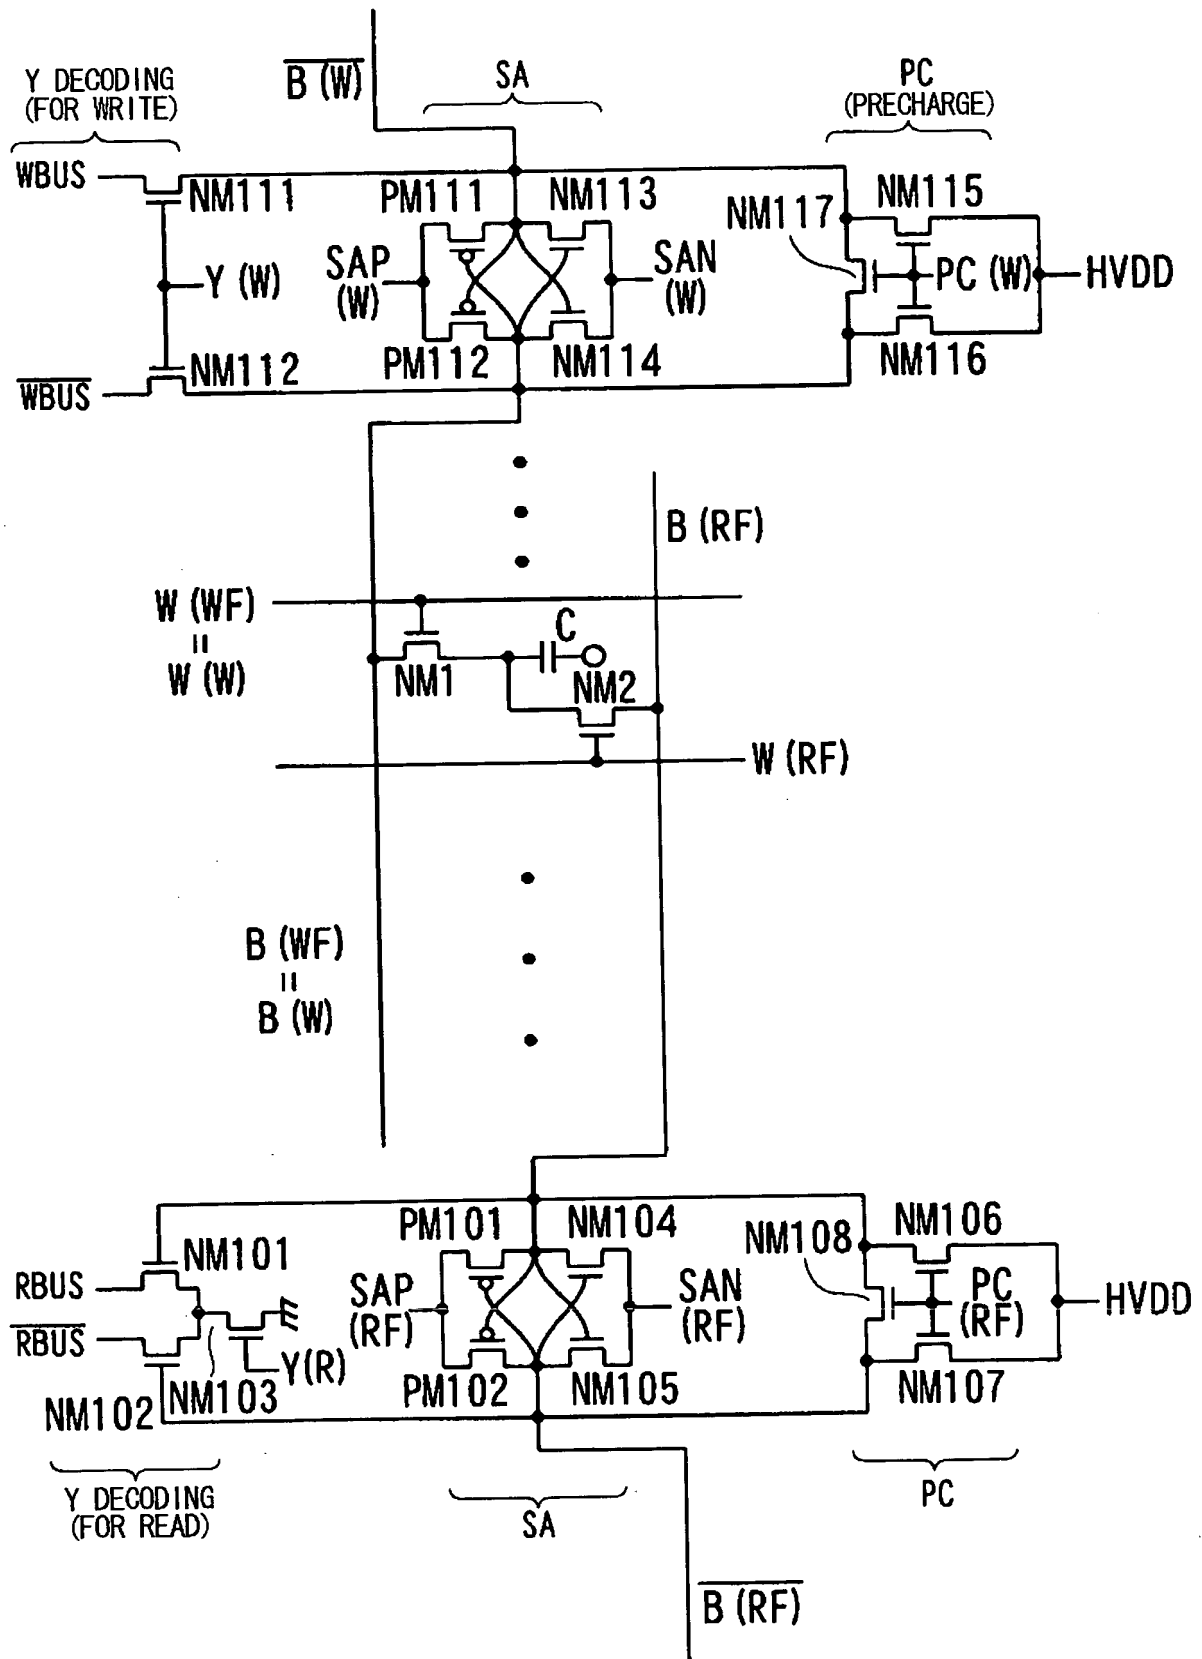 B (W)
SA
PC
(PRECHARGE)
Y DECODING
(FOR WRITE)
WBUS
NM111
PM111
NM113
NM117
NM115
Y (W)
SAP
(W)
SAN
(W)
PC (W)
HVDD
WBUS
NM112
PM112
NM114
NM116
B (RF)
W (WF)
=
W (W)
C
NM1
NM2
W (RF)
B (WF)
=
B (W)
PM101
NM104
NM108
NM106
NM101
RBUS
SAP
(RF)
SAN
(RF)
PC
(RF)
HVDD
RBUS
Y(R)
NM103
NM102
PM102
NM105
NM107
Y DECODING
(FOR READ)
SA
PC
B (RF)